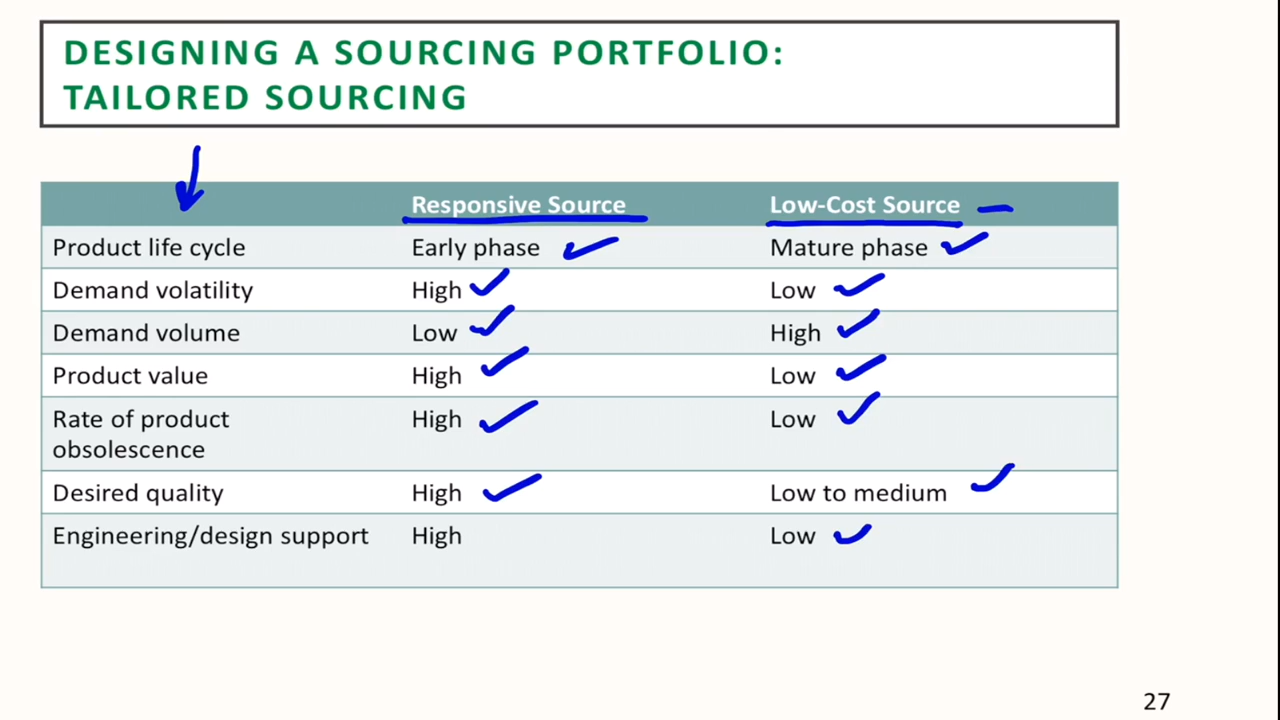 DESIGNING A SOURCING PORTFOLIO:
TAILORED SOURCING
Responsive Source Low-Cost Source
Product life cycle Early phase Mature phase
Demand volatility High Low
Demand volume Low High
Product value High Low
Rate of product
obsolescence High Low
Desired quality High Low to medium
Engineering/design support High Low
27